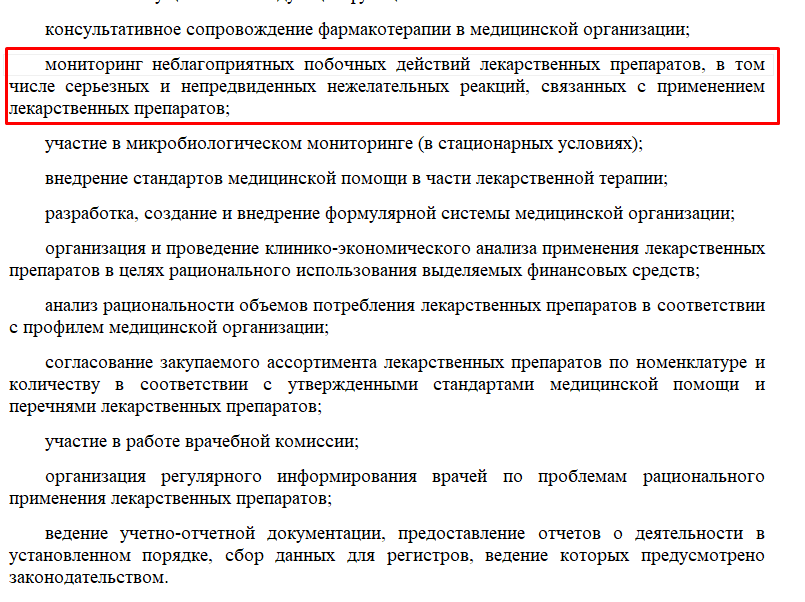 консультативное сопровождение фармакотерапии в медицинской организации;
мониторинг неблагоприятных побочных действий лекарственных препаратов, в том
числе серьезных и непредвиденных нежелательных реакций, связанных с применением
лекарственных препаратов;
участие в микробиологическом мониторинге (в стационарных условиях);
внедрение стандартов медицинской помощи в части лекарственной терапии;
разработка, создание и внедрение формулярной системы медицинской организации;
организация и проведение клинико-экономического анализа применения лекарственных
препаратов в целях рационального использования выделяемых финансовых средств;
анализ рациональности объемов потребления лекарственных препаратов в соответствии
с профилем медицинской организации;
согласование закупаемого ассортимента лекарственных препаратов по номенклатуре и
количеству в соответствии с утвержденными стандартами медицинской помощи и
перечнями лекарственных препаратов;
участие в работе врачебной комиссии;
организация регулярного информирования врачей по проблемам рационального
применения лекарственных препаратов;
ведение учетно-отчетной документации, предоставление отчетов о деятельности в
установленном порядке, сбор данных для регистров, ведение которых предусмотрено
законодательством.